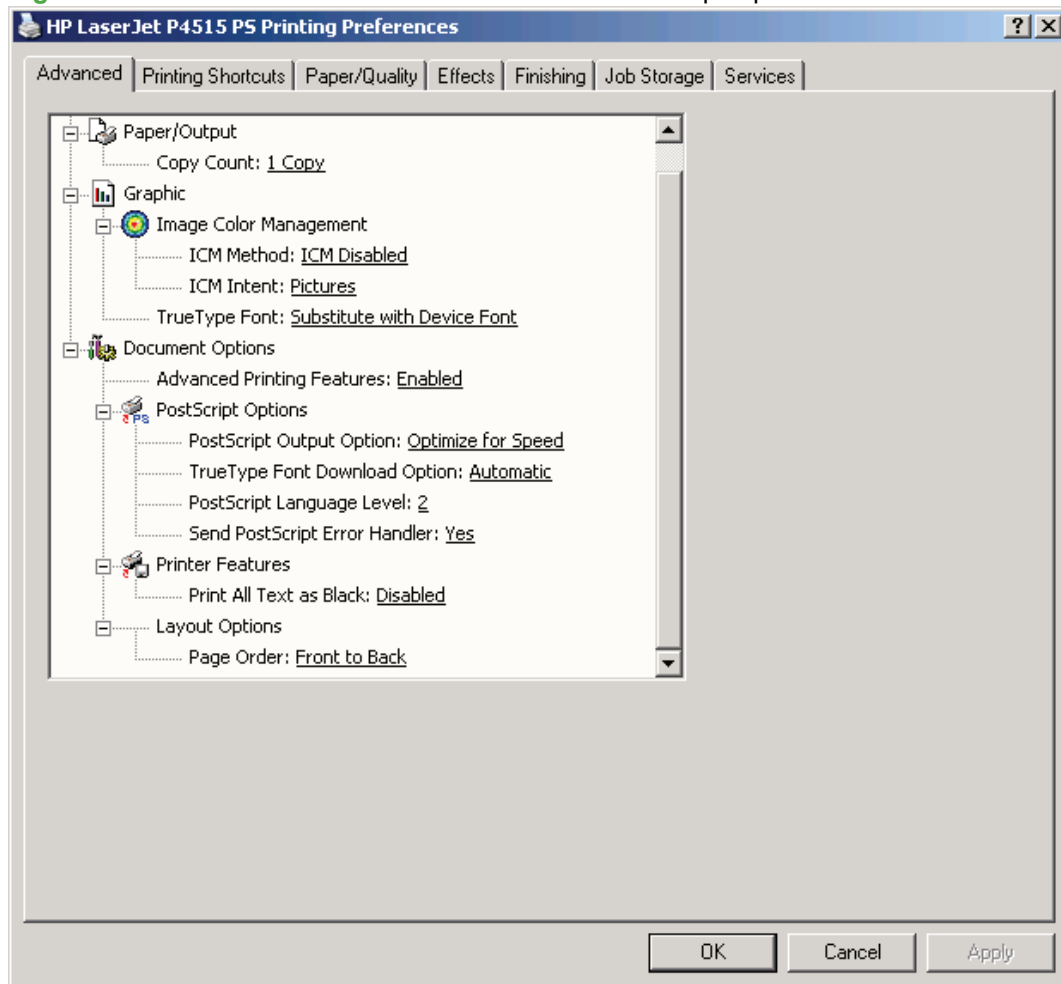 HP LaserJet P4515 PS Printing Preferences
Advanced Printing Shortcuts Paper/Quality Effects Finishing Job Storage Services
Paper/Output
Copy Count: 1 Copy
Graphic
Image Color Management
ICM Method: ICM Disabled
ICM Intent: Pictures
TrueType Font: Substitute with Device Font
Document Options
Advanced Printing Features: Enabled
PostScript Options
PostScript Output Option: Optimize for Speed
TrueType Font Download Option: Automatic
PostScript Language Level: 2
Send PostScript Error Handler: Yes
Printer Features
Print All Text as Black: Disabled
Layout Options
Page Order: Front to Back
OK Cancel Apply